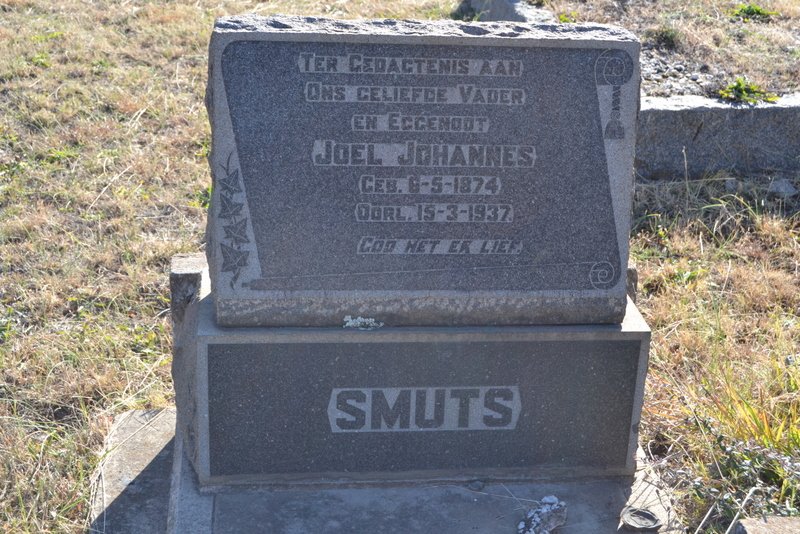 TER GEDAGTENIS AAN
ONS GELIEFDE VADER
EN EGGENOOT
JOEL JOHANNES
GEB. 6-5-1874
OORL. 15-3-1937.
GOD HET EK LIEF.
SMUTS